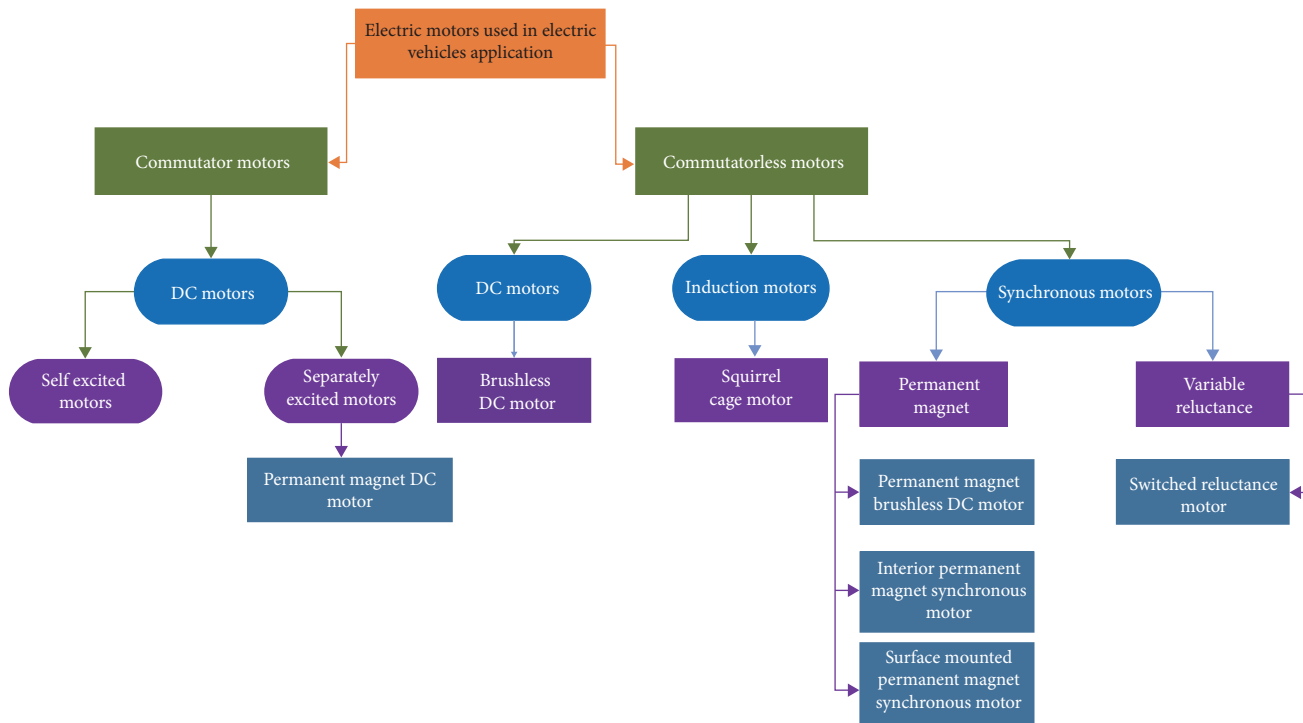 Electric motors used in electric
vehicles application
Commutator motors
Commutatorless motors
DC motors
DC motors
Induction motors
Synchronous motors
Self excited
motors
Separately
excited motors
Brushless
DC motor
Squirrel
cage motor
Permanent
magnet
Variable
reluctance
Permanent magnet DC
motor
Permanent magnet
brushless DC motor
Switched reluctance
motor
Interior permanent
magnet synchronous
motor
Surface mounted
permanent magnet
synchronous motor